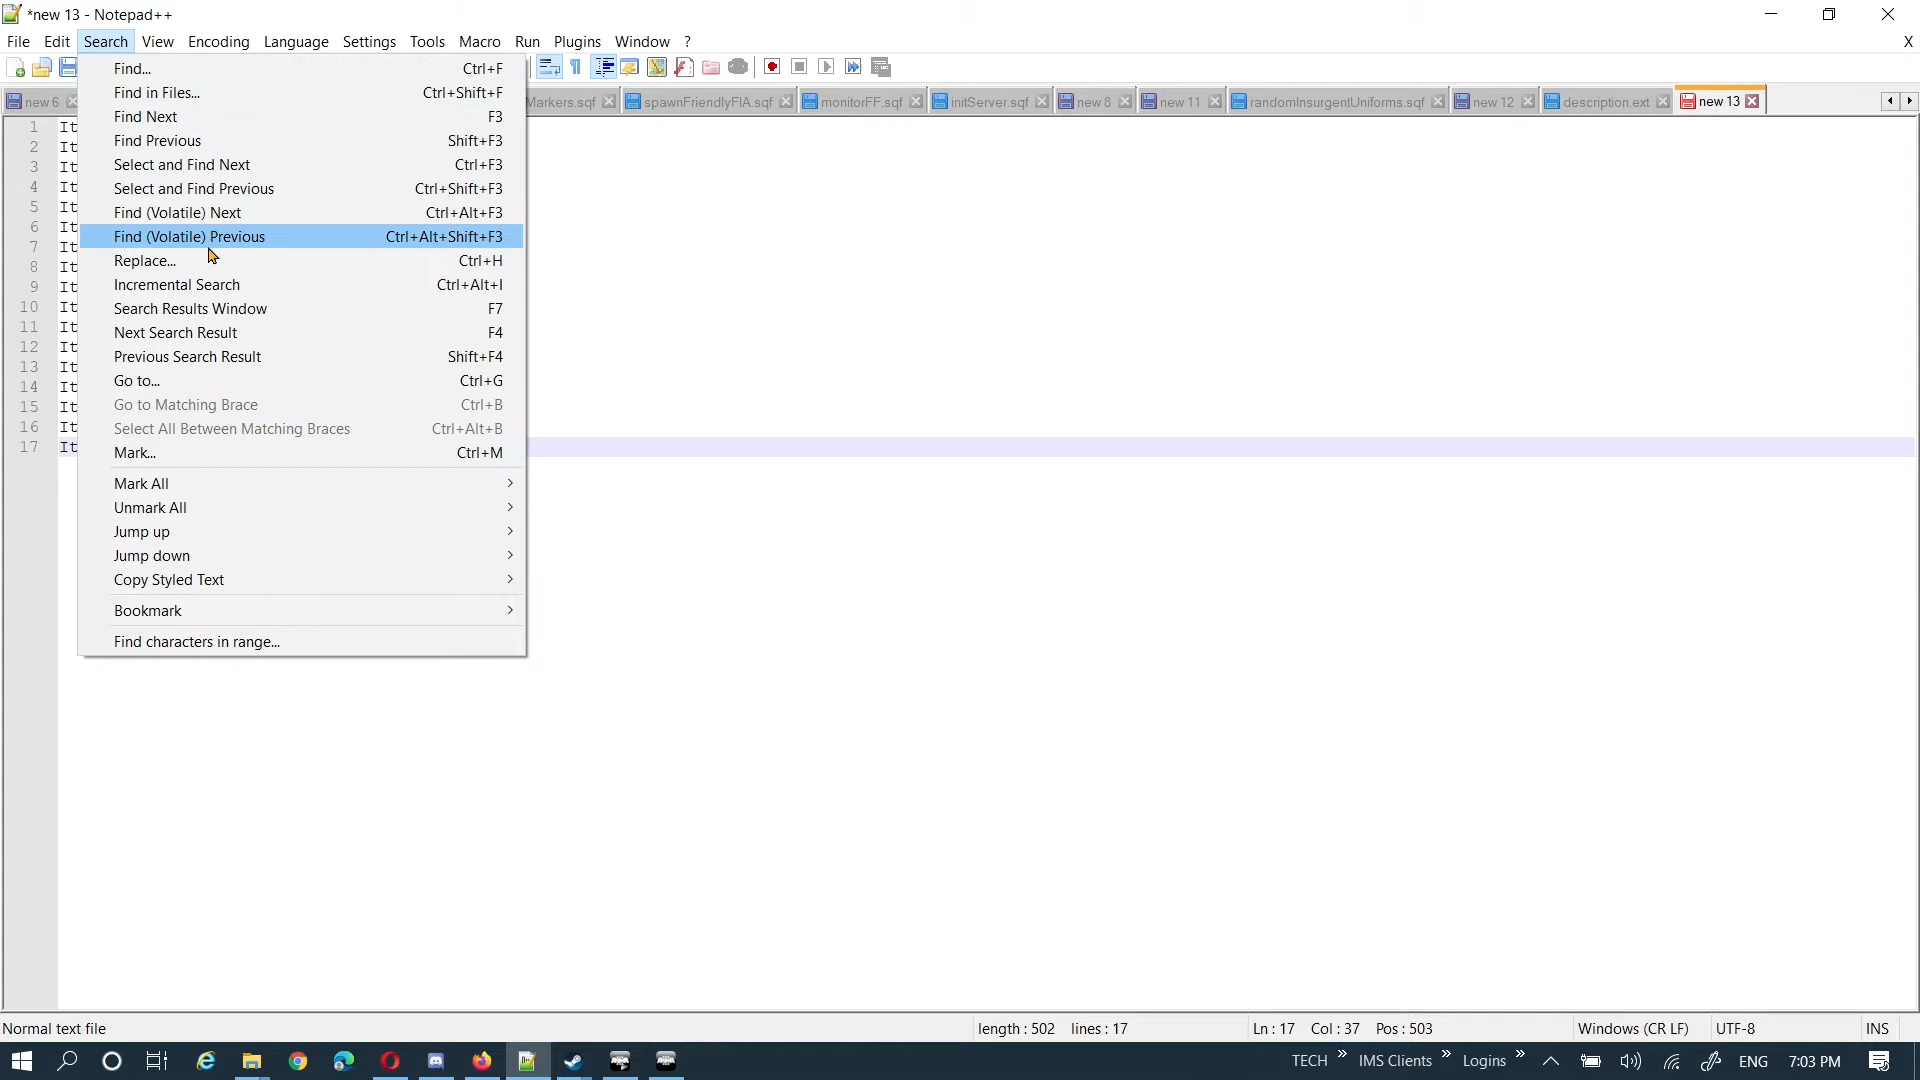 *new 13 - Notepad++
File Edit Search View Encoding Language Settings Tools Macro Run Plugins Window ? X
new 6 Markers.sqf spawnFriendlyFIA.sqf monitorFF.sqf initServer.sqf new 8 new 11 randomInsurgentUniforms.sqf new 12 description.ext new 13
Find... Ctrl+F
Find in Files... Ctrl+Shift+F
Find Next F3
Find Previous Shift+F3
Select and Find Next Ctrl+F3
Select and Find Previous Ctrl+Shift+F3
Find (Volatile) Next Ctrl+Alt+F3
Find (Volatile) Previous Ctrl+Alt+Shift+F3
Replace... Ctrl+H
Incremental Search Ctrl+Alt+I
Search Results Window F7
Next Search Result F4
Previous Search Result Shift+F4
Go to... Ctrl+G
Go to Matching Brace Ctrl+B
Select All Between Matching Braces Ctrl+Alt+B
Mark... Ctrl+M
Mark All
Unmark All
Jump up
Jump down
Copy Styled Text
Bookmark
Find characters in range...
1 It
2 It
3 It
4 It
5 It
6 It
7 It
8 It
9 It
10 It
11 It
12 It
13 It
14 It
15 It
16 It
17 It
Normal text file length : 502 lines : 17 Ln : 17 Col : 37 Pos : 503 Windows (CR LF) UTF-8 INS
TECH » IMS Clients » Logins » ENG 7:03 PM